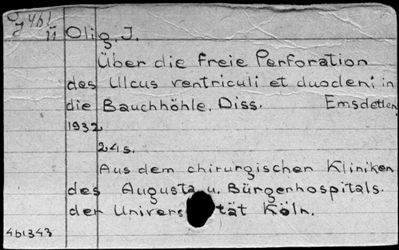 Olig, J.
Über die freie Perforation
des Ulcus ventriculi et duodeni in
die Bauchhöhle. Diss. Emsdetten
1932
24 s.
Aus dem chirurgischen Kliniken
des Augusta u. Bürgerhospitals.
der Universität Köln.
461343